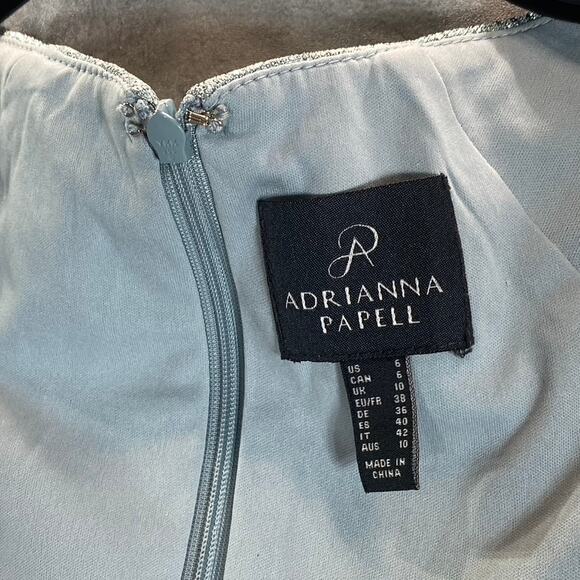 ADRIANNA
PAPELL
US 6
CAN 6
UK 10
EU/FR 38
DE 36
ES 40
IT 42
AUS 10
MADE IN
CHINA